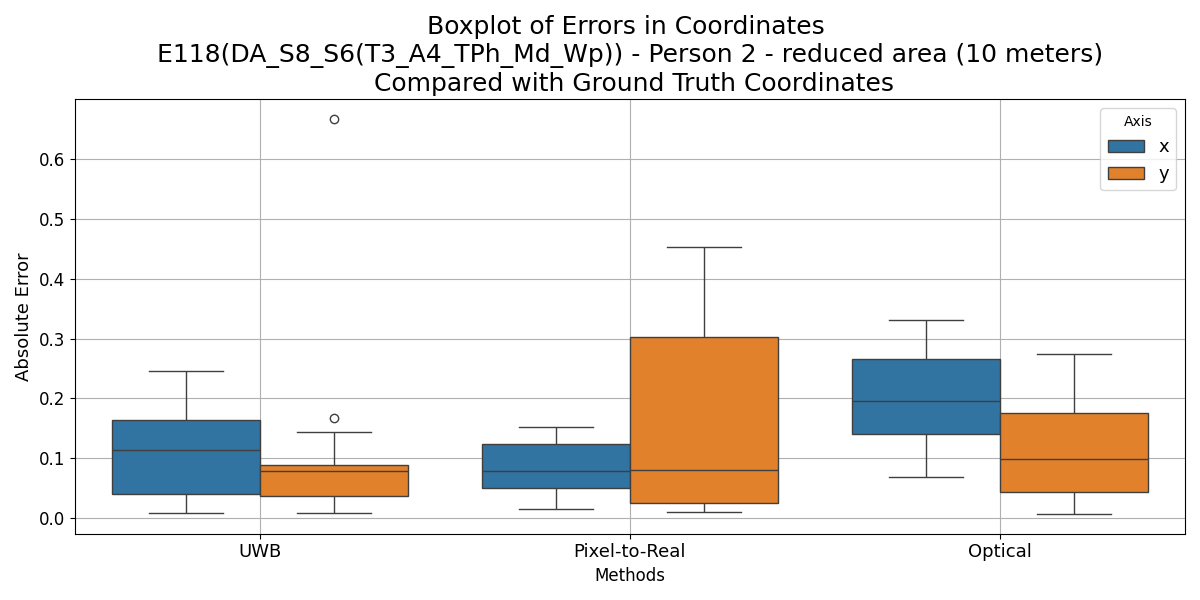 Boxplot of Errors in Coordinates
E118(DA_S8_S6(T3_A4_TPh_Md_Wp)) - Person 2 - reduced area (10 meters)
Compared with Ground Truth Coordinates
Axis
x
y
Absolute Error
0.6
0.5
0.4
0.3
0.2
0.1
0.0
UWB
Pixel-to-Real
Optical
Methods